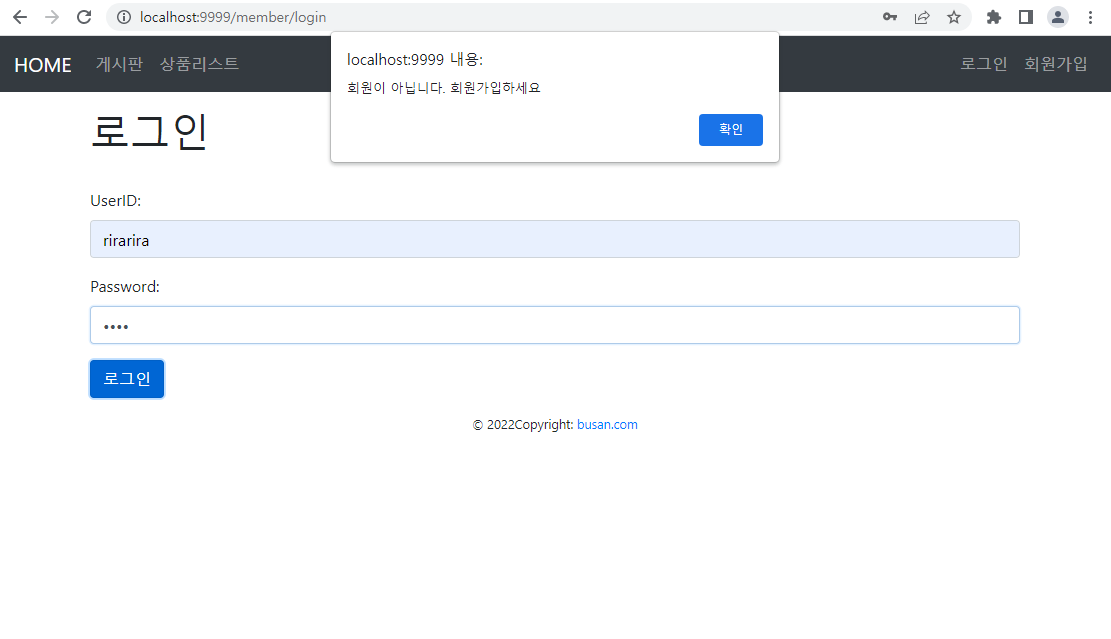 localhost:9999/member/login
HOME 게시판 상품리스트 로그인 회원가입
localhost:9999 내용:
회원이 아닙니다. 회원가입하세요
확인
로그인
UserID:
rirarira
Password:
••••
로그인
© 2022Copyright: busan.com